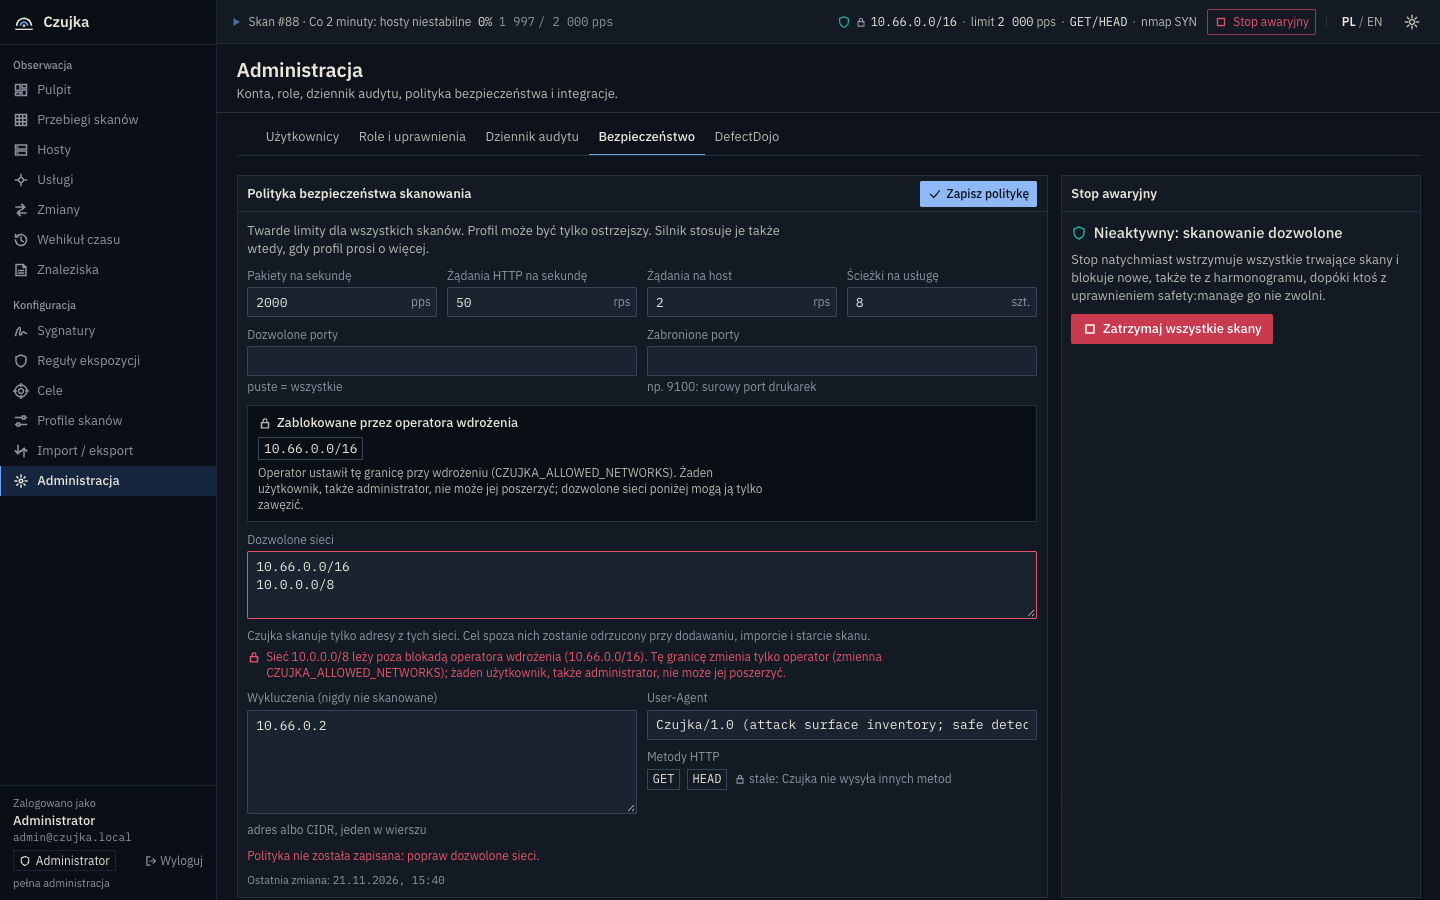 Czujka
Skan #88 · Co 2 minuty: hosty niestabilne 0% 1 997 / 2 000 pps
10.66.0.0/16 · limit 2 000 pps · GET/HEAD · nmap SYN
Stop awaryjny
PL / EN
Obserwacja
Pulpit
Przebiegi skanów
Hosty
Usługi
Zmiany
Wehikuł czasu
Znaleziska
Konfiguracja
Sygnatury
Reguły ekspozycji
Cele
Profile skanów
Import / eksport
Administracja
Zalogowano jako
Administrator
admin@czujka.local
Administrator
Wyloguj
pełna administracja
Administracja
Konta, role, dziennik audytu, polityka bezpieczeństwa i integracje.
Użytkownicy
Role i uprawnienia
Dziennik audytu
Bezpieczeństwo
DefectDojo
Polityka bezpieczeństwa skanowania
Zapisz politykę
Twarde limity dla wszystkich skanów. Profil może być tylko ostrzejszy. Silnik stosuje je także
wtedy, gdy profil prosi o więcej.
Pakiety na sekundę
Żądania HTTP na sekundę
Żądania na host
Ścieżki na usługę
2000 pps
50 rps
2 rps
8 szt.
Dozwolone porty
Zabronione porty
puste = wszystkie
np. 9100: surowy port drukarek
Zablokowane przez operatora wdrożenia
10.66.0.0/16
Operator ustawił tę granicę przy wdrożeniu (CZUJKA_ALLOWED_NETWORKS). Żaden
użytkownik, także administrator, nie może jej poszerzyć; dozwolone sieci poniżej mogą ją tylko
zawęzić.
Dozwolone sieci
10.66.0.0/16
10.0.0.0/8
Czujka skanuje tylko adresy z tych sieci. Cel spoza nich zostanie odrzucony przy dodawaniu, imporcie i starcie skanu.
Sieć 10.0.0.0/8 leży poza blokadą operatora wdrożenia (10.66.0.0/16). Tę granicę zmienia tylko operator (zmienna
CZUJKA_ALLOWED_NETWORKS); żaden użytkownik, także administrator, nie może jej poszerzyć.
Wykluczenia (nigdy nie skanowane)
10.66.0.2
adres albo CIDR, jeden w wierszu
User-Agent
Czujka/1.0 (attack surface inventory; safe detec
Metody HTTP
GET HEAD stałe: Czujka nie wysyła innych metod
Polityka nie została zapisana: popraw dozwolone sieci.
Ostatnia zmiana: 21.11.2026, 15:40
Stop awaryjny
Nieaktywny: skanowanie dozwolone
Stop natychmiast wstrzymuje wszystkie trwające skany i
blokuje nowe, także te z harmonogramu, dopóki ktoś z
uprawnieniem safety:manage go nie zwolni.
Zatrzymaj wszystkie skany